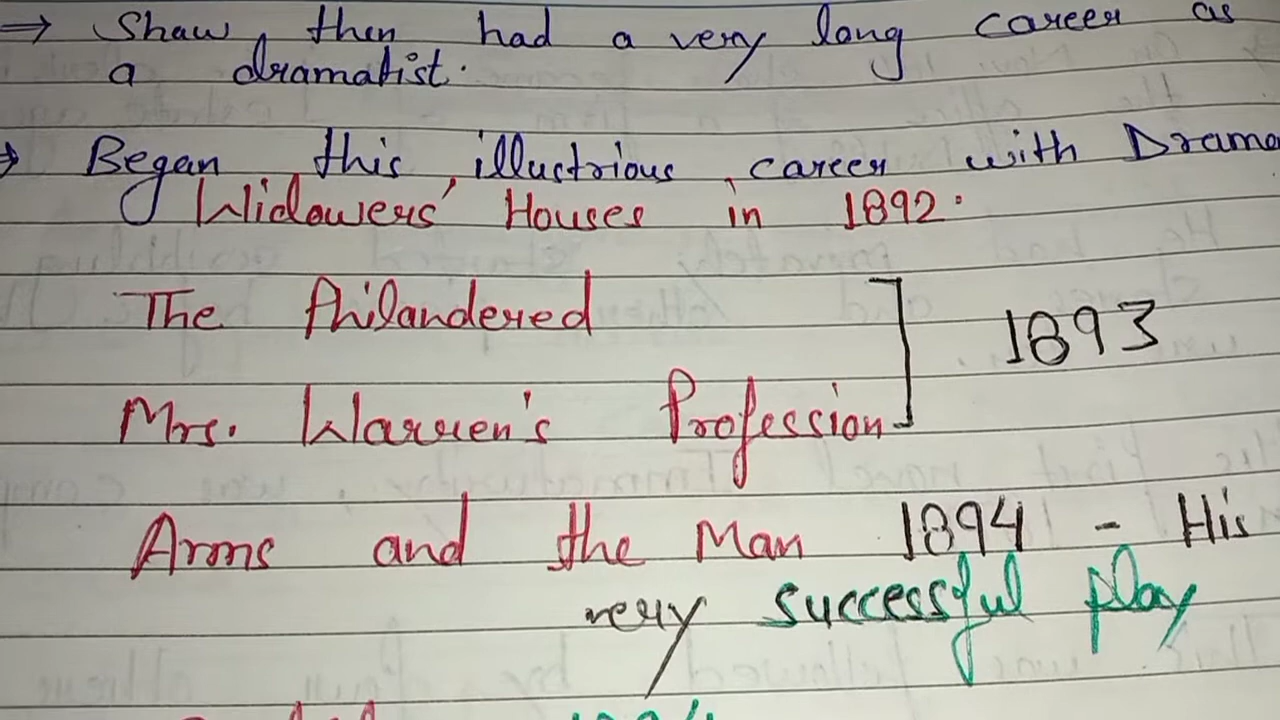 ⇒ Shaw, then had a very long career as
a dramatist.
⇒ Began this illustrious career with Drama
Widowers' Houses in 1892.
The Philandered
Mrs. Warren's Profession
1893
Arms and the Man 1894 - His
very successful play